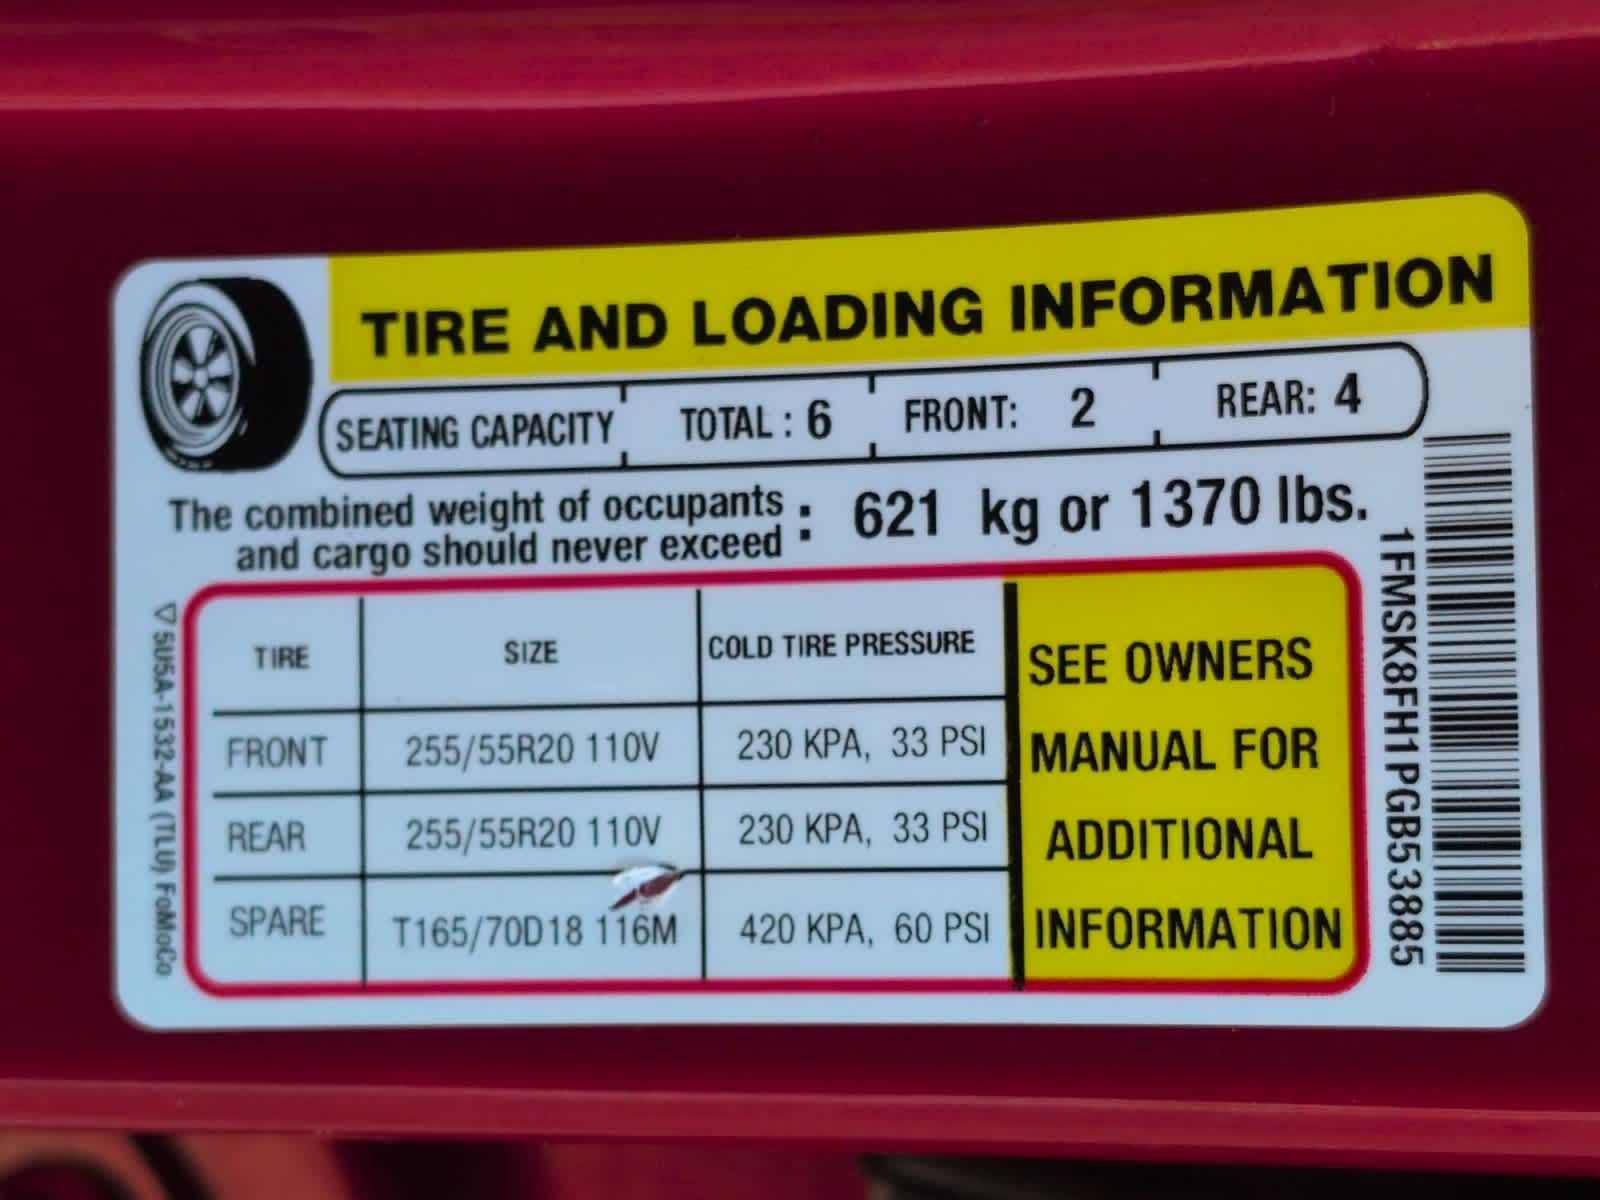 TIRE AND LOADING INFORMATION
SEATING CAPACITY TOTAL : 6 FRONT: 2 REAR: 4
The combined weight of occupants
and cargo should never exceed : 621 kg or 1370 lbs.
TIRE SIZE COLD TIRE PRESSURE
FRONT 255/55R20 110V 230 KPA, 33 PSI
REAR 255/55R20 110V 230 KPA, 33 PSI
SPARE T165/70D18 116M 420 KPA, 60 PSI
SEE OWNERS
MANUAL FOR
ADDITIONAL
INFORMATION
1FMSK8FH1PGB53885
5U5A-1532-AA (TLU) FoMoCo